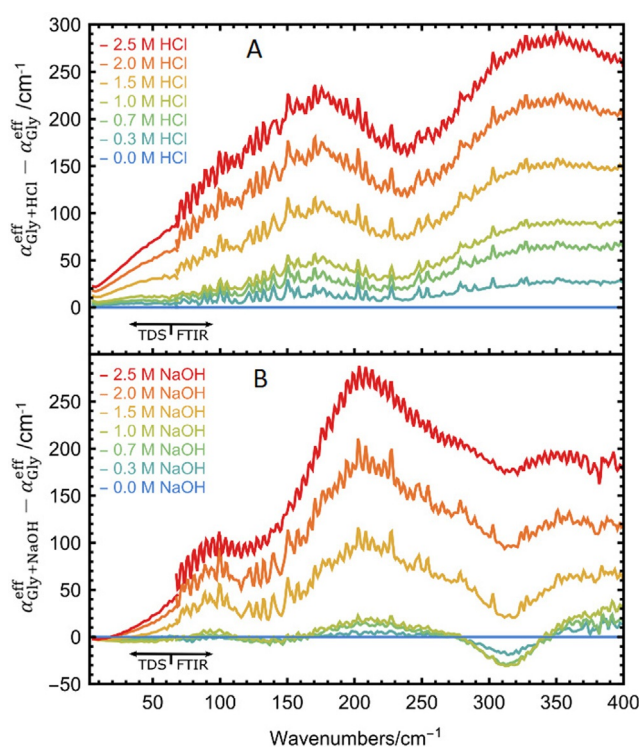 A
− 2.5 M HCl
− 2.0 M HCl
− 1.5 M HCl
− 1.0 M HCl
− 0.7 M HCl
− 0.3 M HCl
− 0.0 M HCl
300
250
200
150
100
50
0
α^eff_Gly+HCl − α^eff_Gly /cm⁻¹
TDS FTIR
B
− 2.5 M NaOH
− 2.0 M NaOH
− 1.5 M NaOH
− 1.0 M NaOH
− 0.7 M NaOH
− 0.3 M NaOH
− 0.0 M NaOH
250
200
150
100
50
0
−50
α^eff_Gly+NaOH − α^eff_Gly /cm⁻¹
TDS FTIR
50 100 150 200 250 300 350 400
Wavenumbers/cm⁻¹